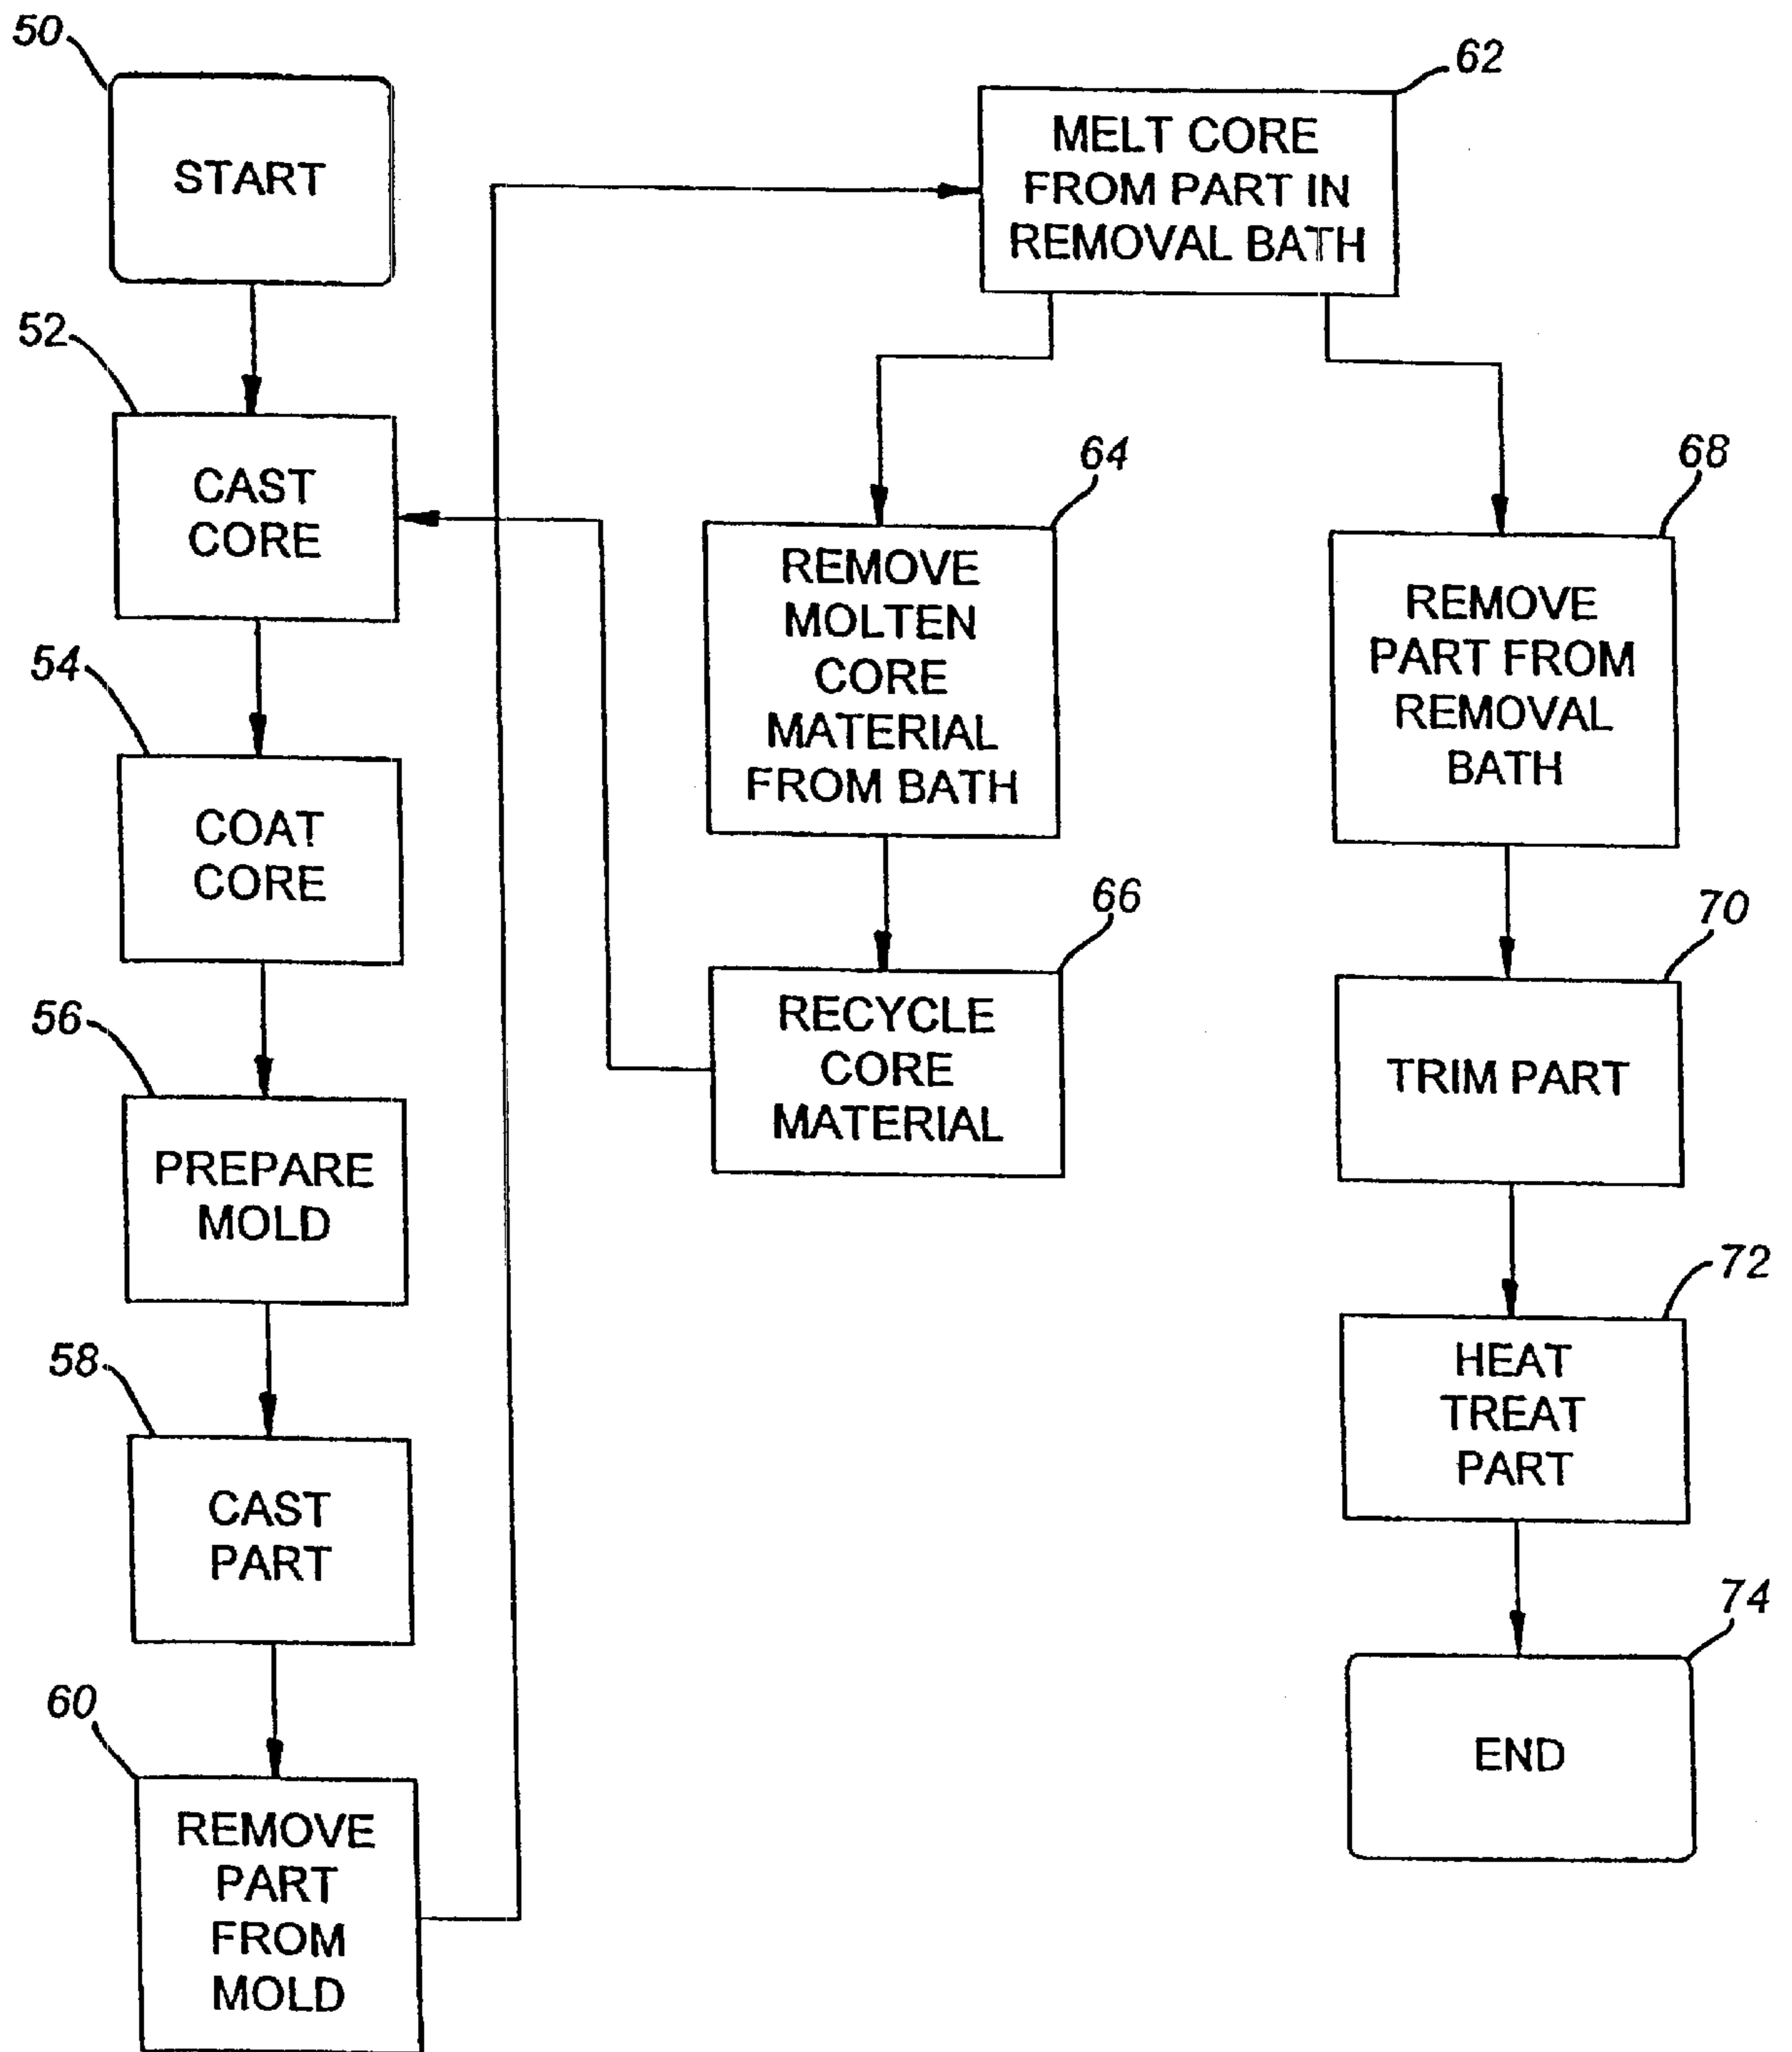 50
START
52
CAST
CORE
54
COAT
CORE
56
PREPARE
MOLD
58
CAST
PART
60
REMOVE
PART
FROM
MOLD
62
MELT CORE
FROM PART IN
REMOVAL BATH
64
REMOVE
MOLTEN
CORE
MATERIAL
FROM BATH
66
RECYCLE
CORE
MATERIAL
68
REMOVE
PART FROM
REMOVAL
BATH
70
TRIM PART
72
HEAT
TREAT
PART
74
END